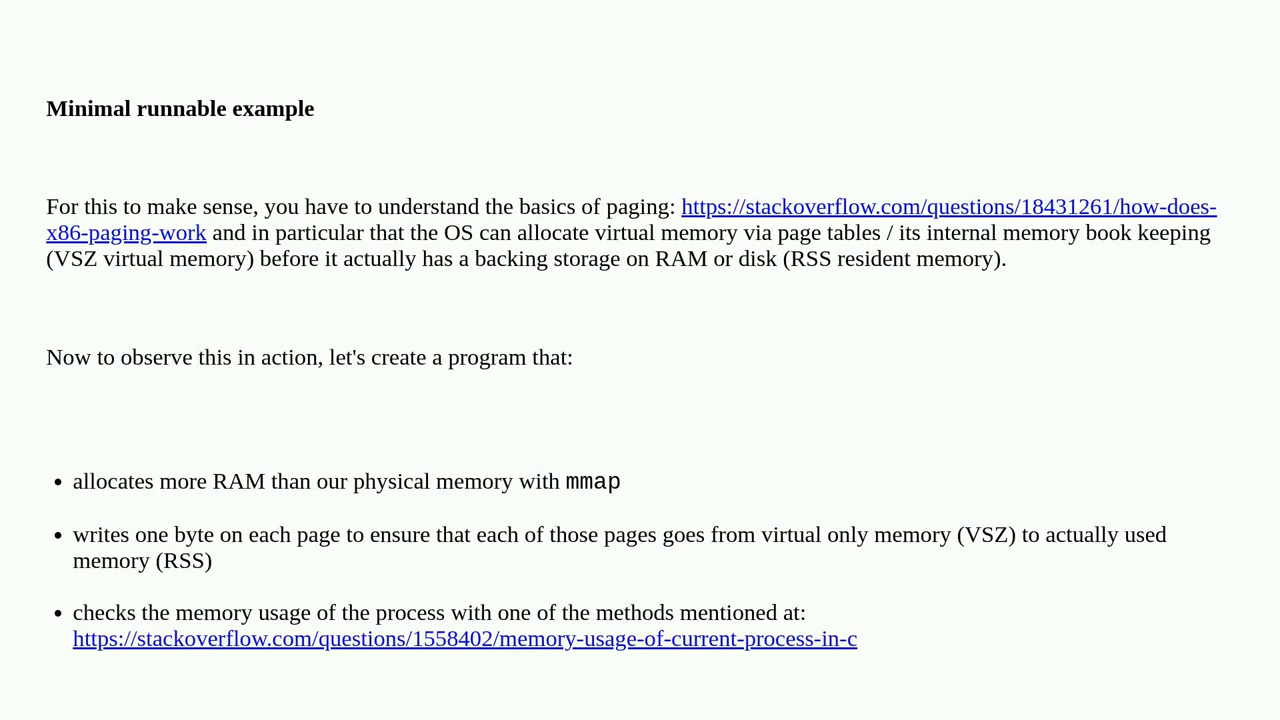 Minimal runnable example
For this to make sense, you have to understand the basics of paging: https://stackoverflow.com/questions/18431261/how-does-
x86-paging-work and in particular that the OS can allocate virtual memory via page tables / its internal memory book keeping
(VSZ virtual memory) before it actually has a backing storage on RAM or disk (RSS resident memory).
Now to observe this in action, let's create a program that:
• allocates more RAM than our physical memory with mmap
• writes one byte on each page to ensure that each of those pages goes from virtual only memory (VSZ) to actually used
memory (RSS)
• checks the memory usage of the process with one of the methods mentioned at:
https://stackoverflow.com/questions/1558402/memory-usage-of-current-process-in-c